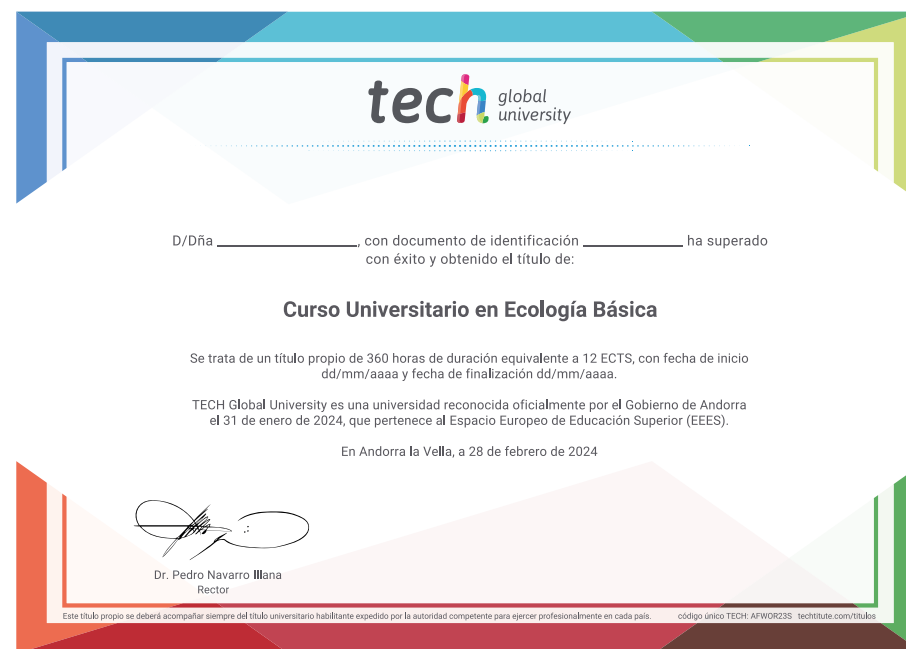 tech global university
D/Dña ____________________, con documento de identificación ______________ ha superado
con éxito y obtenido el título de:
Curso Universitario en Ecología Básica
Se trata de un título propio de 360 horas de duración equivalente a 12 ECTS, con fecha de inicio
dd/mm/aaaa y fecha de finalización dd/mm/aaaa.
TECH Global University es una universidad reconocida oficialmente por el Gobierno de Andorra
el 31 de enero de 2024, que pertenece al Espacio Europeo de Educación Superior (EEES).
En Andorra la Vella, a 28 de febrero de 2024
Dr. Pedro Navarro Illana
Rector
Este título propio se deberá acompañar siempre del título universitario habilitante expedido por la autoridad competente para ejercer profesionalmente en cada país. código único TECH: AFWOR23S techtitute.com/titulos